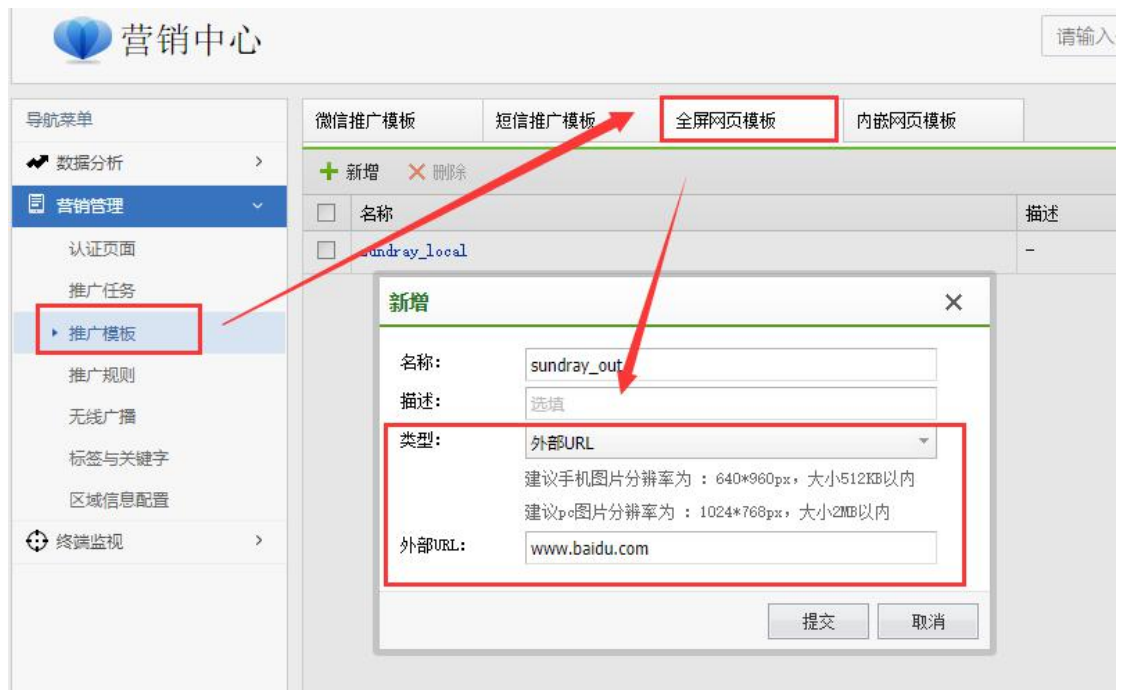 营销中心
请输入
导航菜单
数据分析
营销管理
认证页面
推广任务
推广模板
推广规则
无线广播
标签与关键字
区域信息配置
终端监视
微信推广模板 短信推广模板 全屏网页模板 内嵌网页模板
新增 删除
名称 描述
sundray_local -
新增
名称: sundray_out
描述: 选填
类型: 外部URL
建议手机图片分辨率为 : 640*960px, 大小512KB以内
建议pc图片分辨率为 : 1024*768px, 大小2MB以内
外部URL: www.baidu.com
提交 取消